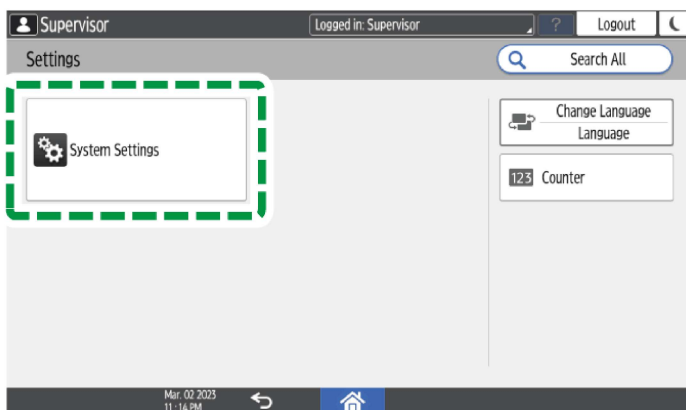 Supervisor
Logged in: Supervisor
?
Logout
Settings
Search All
System Settings
Change Language
Language
123 Counter
Mar. 02 2023
11:14 PM